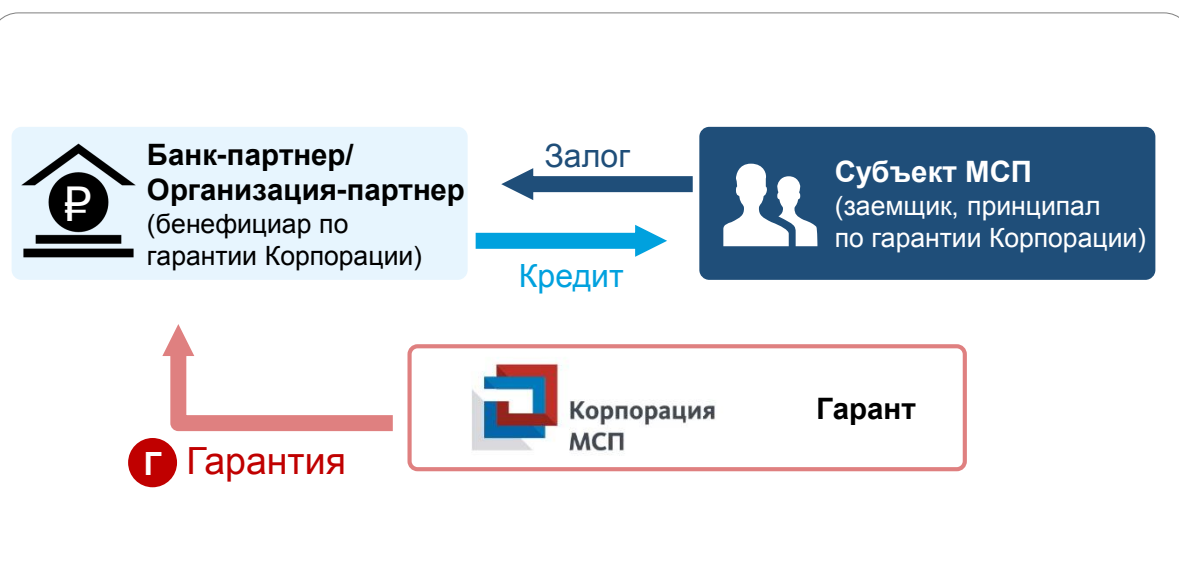 Банк-партнер/
Организация-партнер
(бенефициар по
гарантии Корпорации)
Залог
Кредит
Субъект МСП
(заемщик, принципал
по гарантии Корпорации)
Корпорация
МСП
Гарант
Г Гарантия